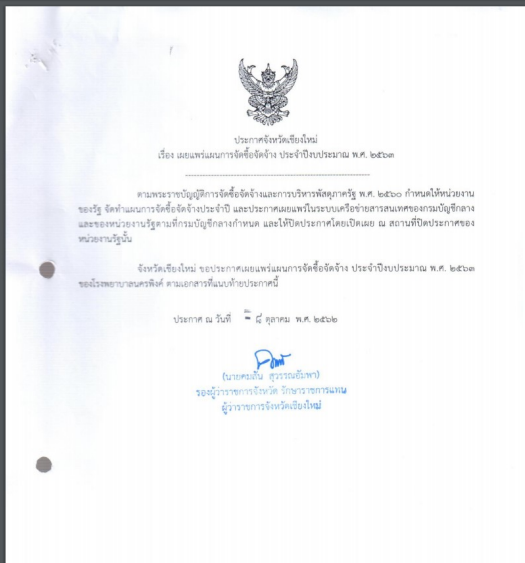 ประกาศจังหวัดเชียงใหม่
เรื่อง เผยแพร่แผนการจัดซื้อจัดจ้าง ประจำปีงบประมาณ พ.ศ. ๒๕๖๓
ตามพระราชบัญญัติการจัดซื้อจัดจ้างและการบริหารพัสดุภาครัฐ พ.ศ. ๒๕๖๐ กำหนดให้หน่วยงาน
ของรัฐ จัดทำแผนการจัดซื้อจัดจ้างประจำปี และประกาศเผยแพร่ในระบบเครือข่ายสารสนเทศของกรมบัญชีกลาง
และของหน่วยงานรัฐตามที่กรมบัญชีกลางกำหนด และให้ปิดประกาศโดยเปิดเผย ณ สถานที่ปิดประกาศของ
หน่วยงานรัฐนั้น
จังหวัดเชียงใหม่ ขอประกาศเผยแพร่แผนการจัดซื้อจัดจ้าง ประจำปีงบประมาณ พ.ศ. ๒๕๖๓
ของโรงพยาบาลนครพิงค์ ตามเอกสารที่แนบท้ายประกาศนี้
ประกาศ ณ วันที่ ๘ ตุลาคม พ.ศ. ๒๕๖๒
(นายคมสัน สุวรรณอัมพา)
รองผู้ว่าราชการจังหวัด รักษาราชการแทน
ผู้ว่าราชการจังหวัดเชียงใหม่